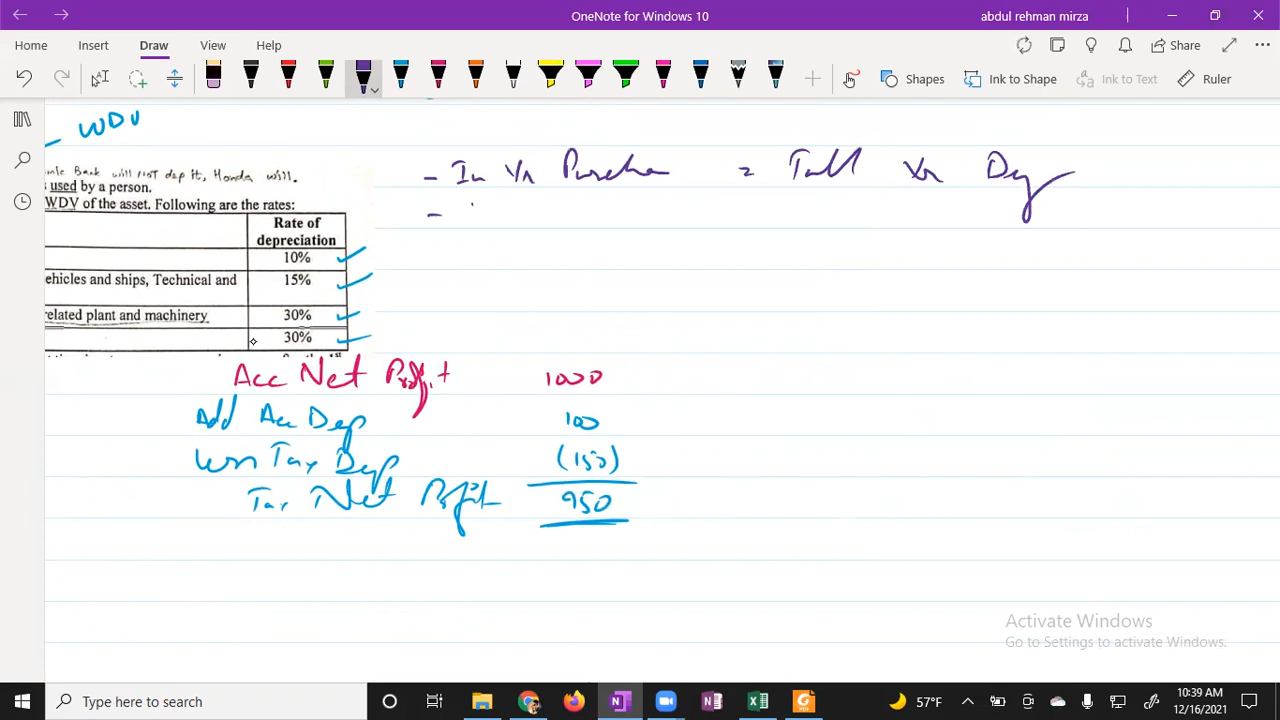 OneNote for Windows 10
abdul rehman mirza
Home Insert Draw View Help
Share
Shapes
Ink to Shape
Ink to Text
Ruler
WDV
Bank will not dep it, Honda will.
used by a person.
WDV of the asset. Following are the rates:
Rate of
depreciation
10%
ehicles and ships, Technical and 15%
related plant and machinery 30%
30%
- In Yr Purchase = Full Yr Dep
-
Acc Net Profit 1000
Add Acc Dep 100
Less Tax Dep (150)
Tax Net Profit 950
Activate Windows
Go to Settings to activate Windows.
Type here to search
57°F
10:39 AM
12/16/2021